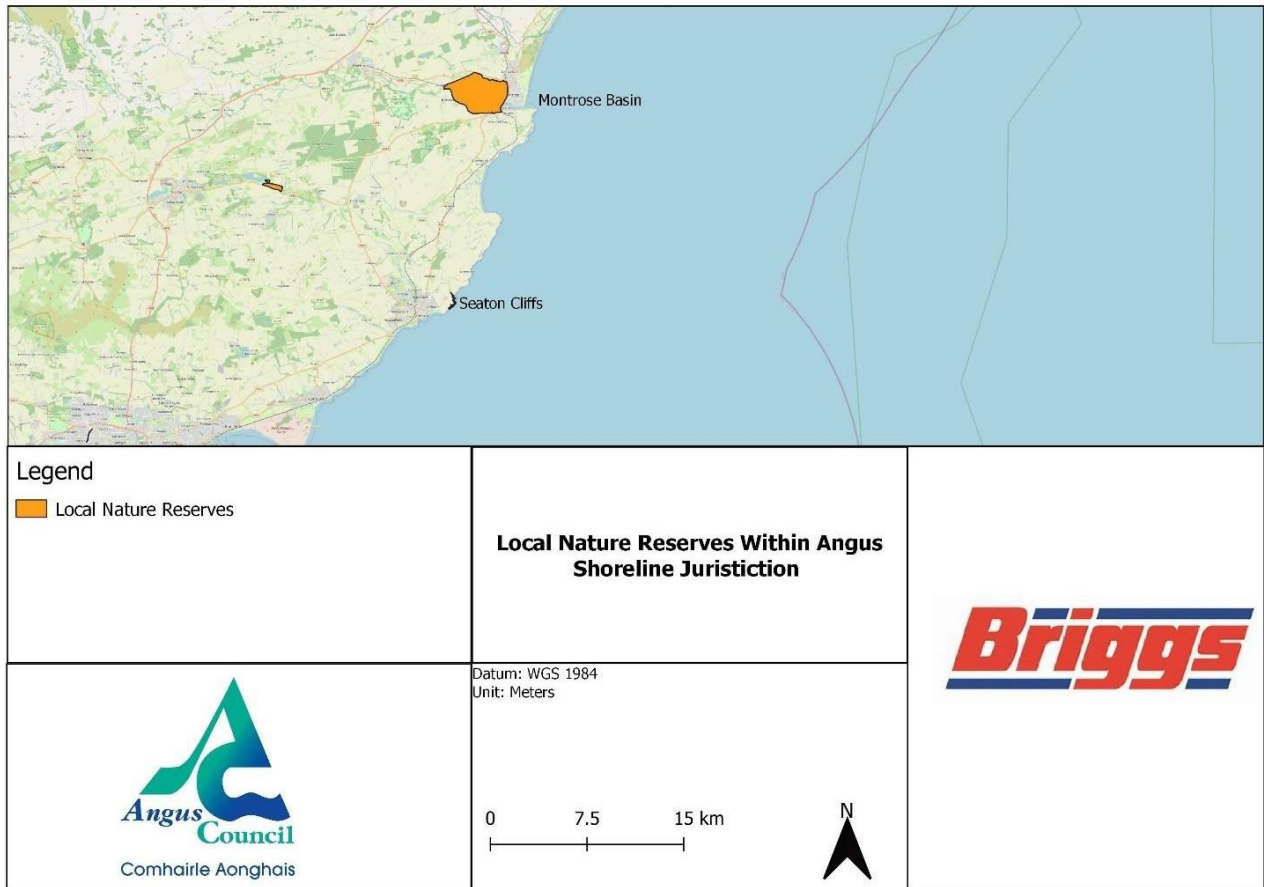 Montrose Basin
Seaton Cliffs
Legend
Local Nature Reserves
Local Nature Reserves Within Angus
Shoreline Juristiction
Briggs
Angus
Council
Comhairle Aonghais
Datum: WGS 1984
Unit: Meters
0 7.5 15 km
N